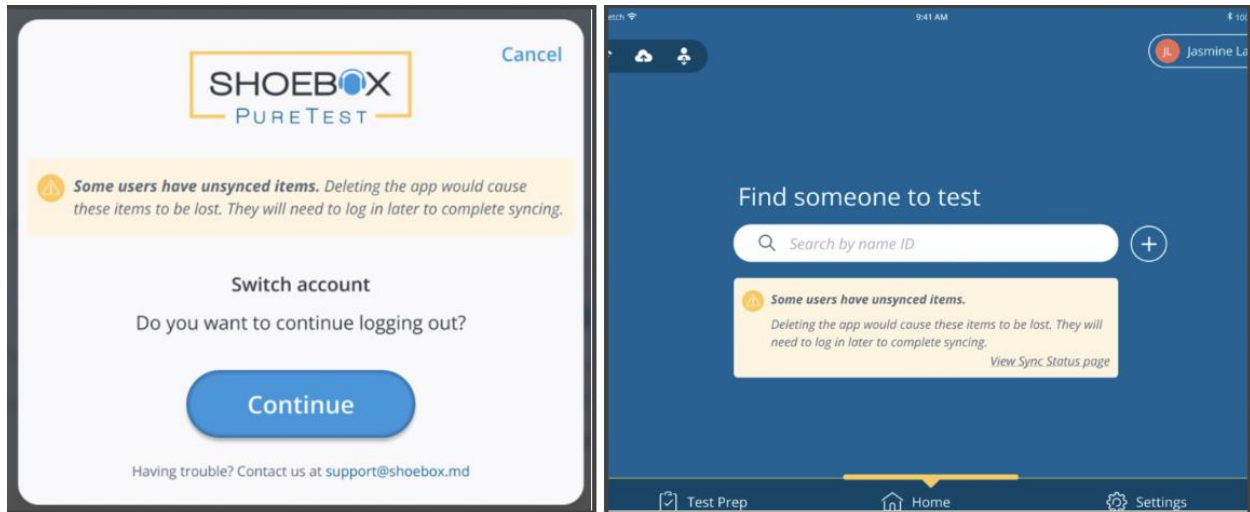 Cancel
SHOEBOX
PURETEST
Some users have unsynced items. Deleting the app would cause
these items to be lost. They will need to log in later to complete syncing.
Switch account
Do you want to continue logging out?
Continue
Having trouble? Contact us at support@shoebox.md
etch 9:41 AM 100
JL Jasmine La
Find someone to test
Search by name ID
Some users have unsynced items.
Deleting the app would cause these items to be lost. They will
need to log in later to complete syncing.
View Sync Status page
Test Prep Home Settings